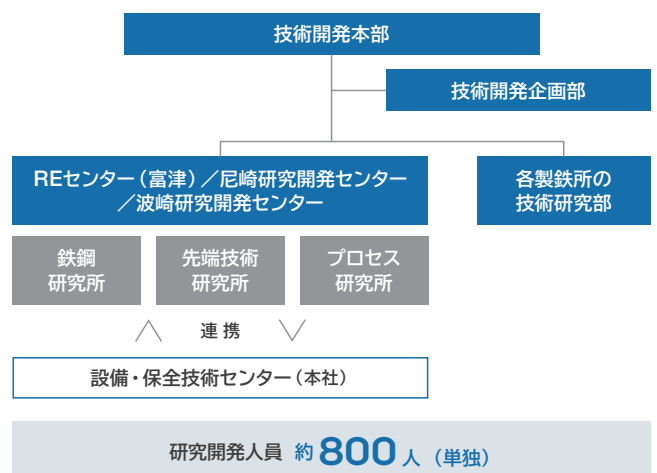 技術開発本部
技術開発企画部
REセンター（富津）／尼崎研究開発センター
／波崎研究開発センター
各製鉄所の
技術研究部
鉄鋼
研究所
先端技術
研究所
プロセス
研究所
連携
設備・保全技術センター（本社）
研究開発人員 約800人（単独）